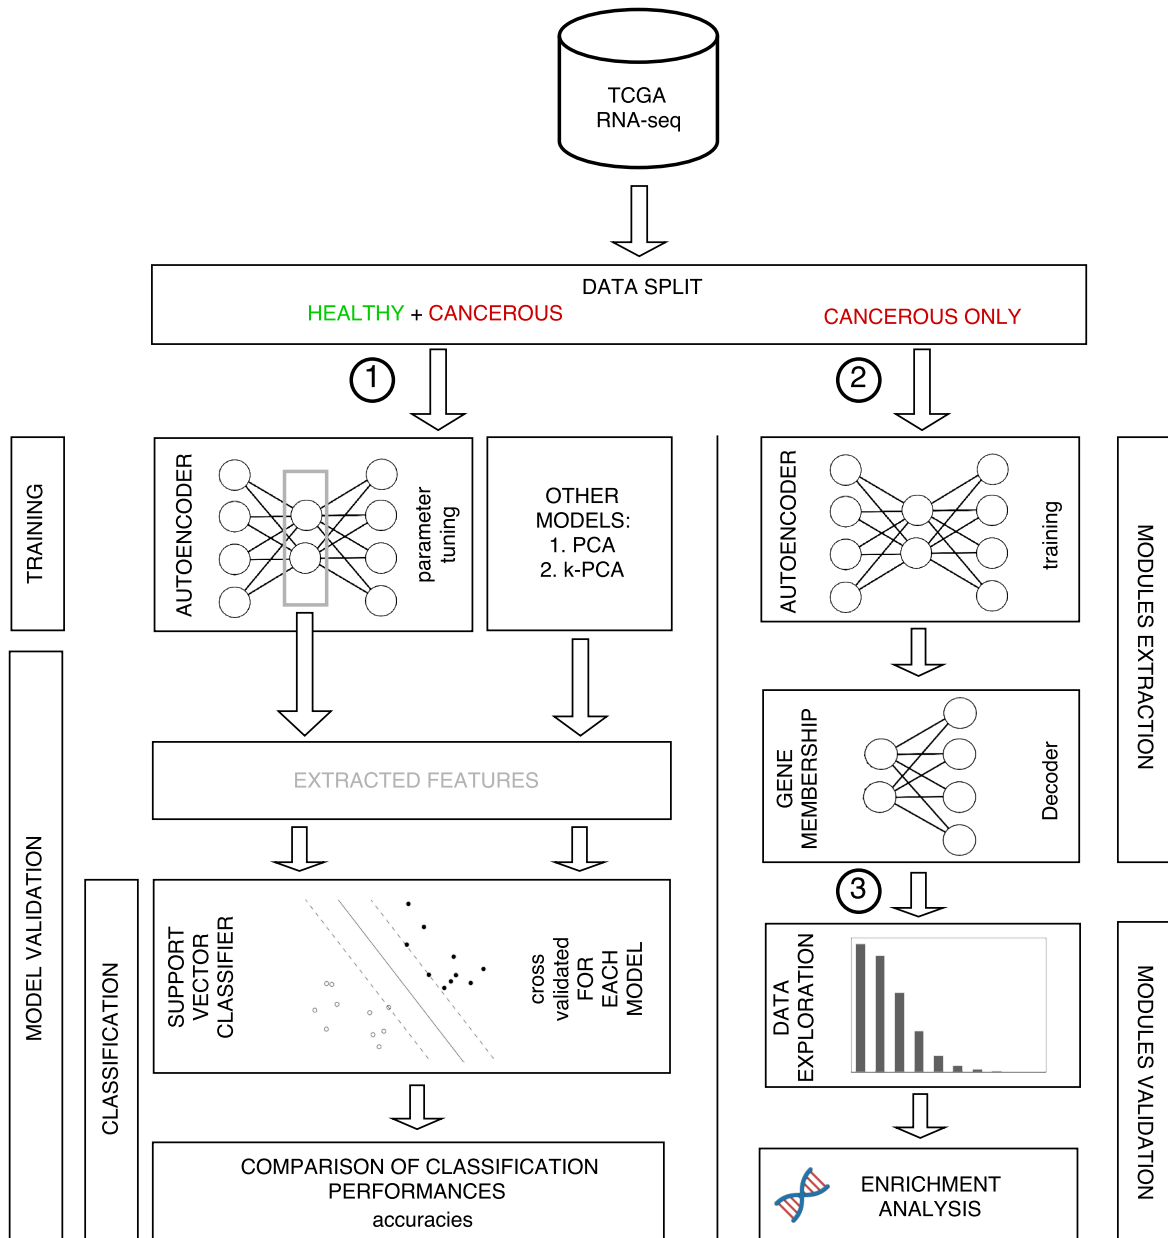 TCGA
RNA-seq
DATA SPLIT
HEALTHY + CANCEROUS
CANCEROUS ONLY
1
2
TRAINING
AUTOENCODER
parameter
tuning
OTHER
MODELS:
1. PCA
2. k-PCA
AUTOENCODER
training
MODULES EXTRACTION
GENE
MEMBERSHIP
Decoder
MODEL VALIDATION
EXTRACTED FEATURES
CLASSIFICATION
SUPPORT
VECTOR
CLASSIFIER
cross
validated
FOR
EACH
MODEL
3
DATA
EXPLORATION
MODULES VALIDATION
COMPARISON OF CLASSIFICATION
PERFORMANCES
accuracies
ENRICHMENT
ANALYSIS